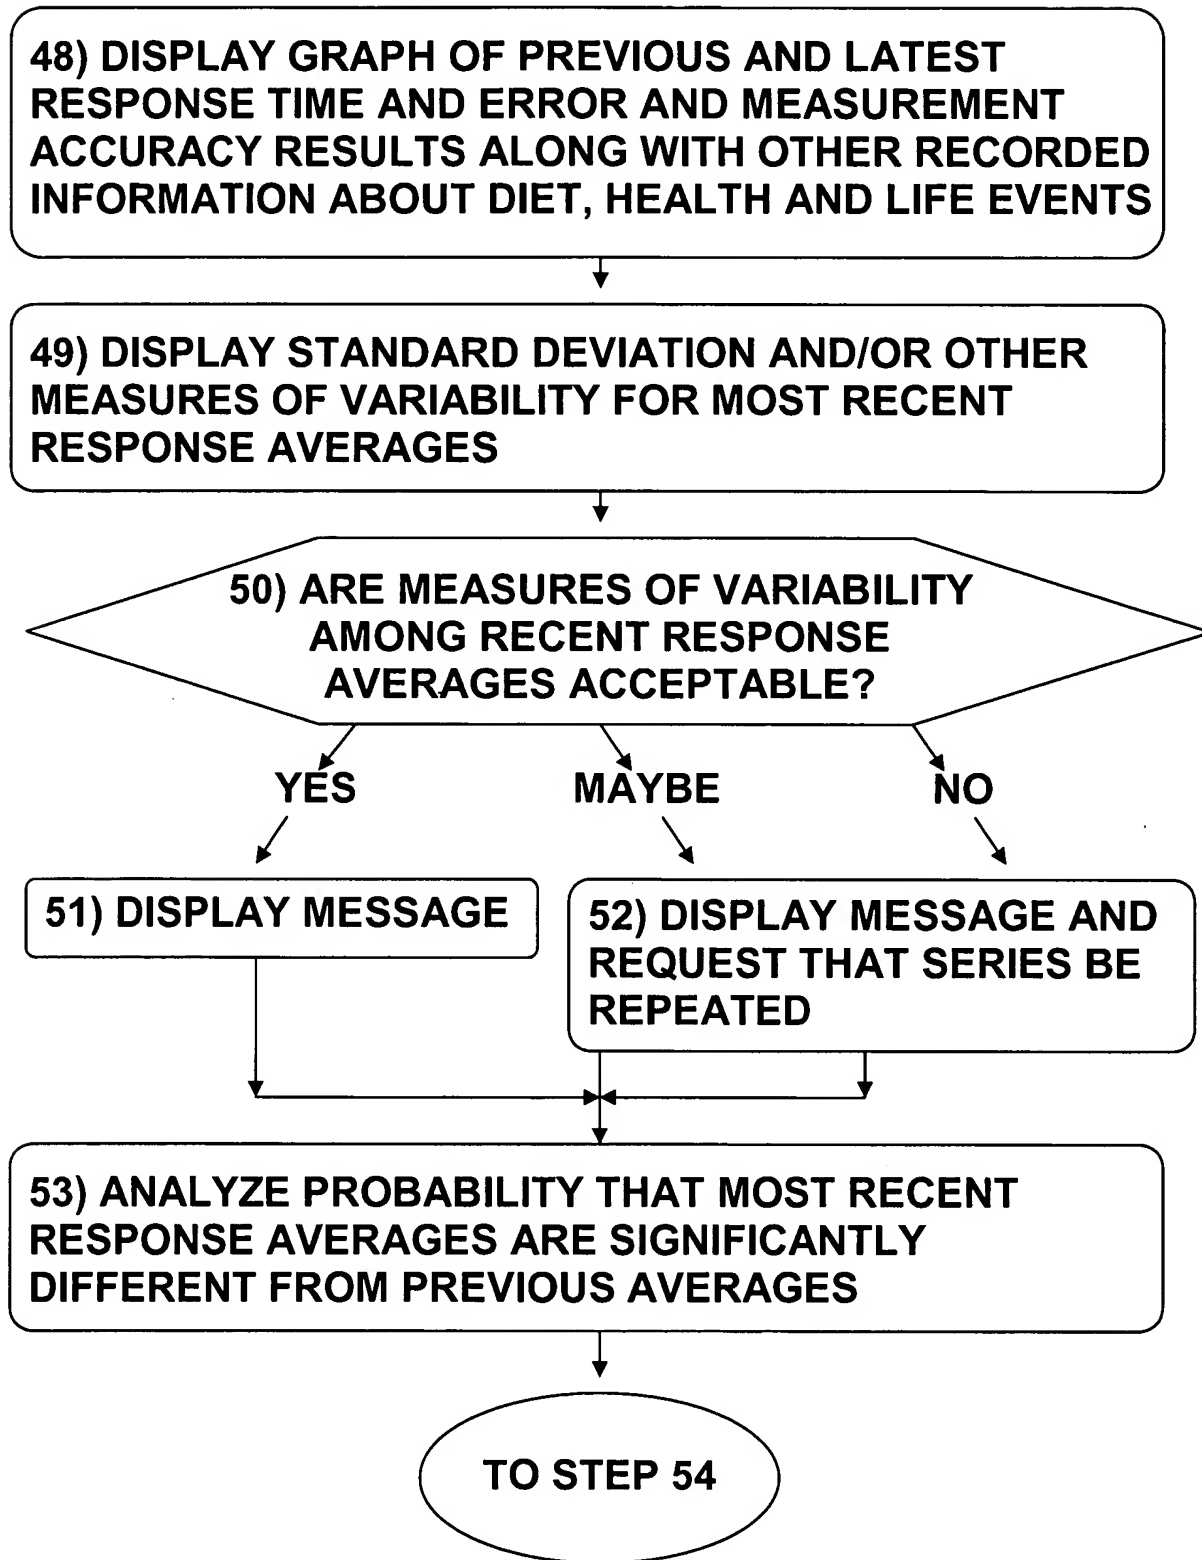 48) DISPLAY GRAPH OF PREVIOUS AND LATEST
RESPONSE TIME AND ERROR AND MEASUREMENT
ACCURACY RESULTS ALONG WITH OTHER RECORDED
INFORMATION ABOUT DIET, HEALTH AND LIFE EVENTS
49) DISPLAY STANDARD DEVIATION AND/OR OTHER
MEASURES OF VARIABILITY FOR MOST RECENT
RESPONSE AVERAGES
50) ARE MEASURES OF VARIABILITY
AMONG RECENT RESPONSE
AVERAGES ACCEPTABLE?
YES
MAYBE
NO
51) DISPLAY MESSAGE
52) DISPLAY MESSAGE AND
REQUEST THAT SERIES BE
REPEATED
53) ANALYZE PROBABILITY THAT MOST RECENT
RESPONSE AVERAGES ARE SIGNIFICANTLY
DIFFERENT FROM PREVIOUS AVERAGES
TO STEP 54